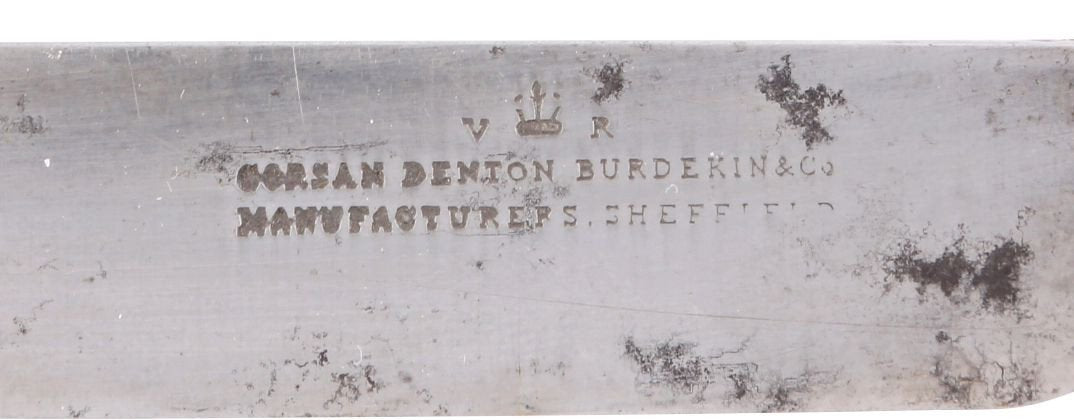 V R
CORSAN DENTON BURDEKIN & Co
MANUFACTURERS. SHEFFIELD